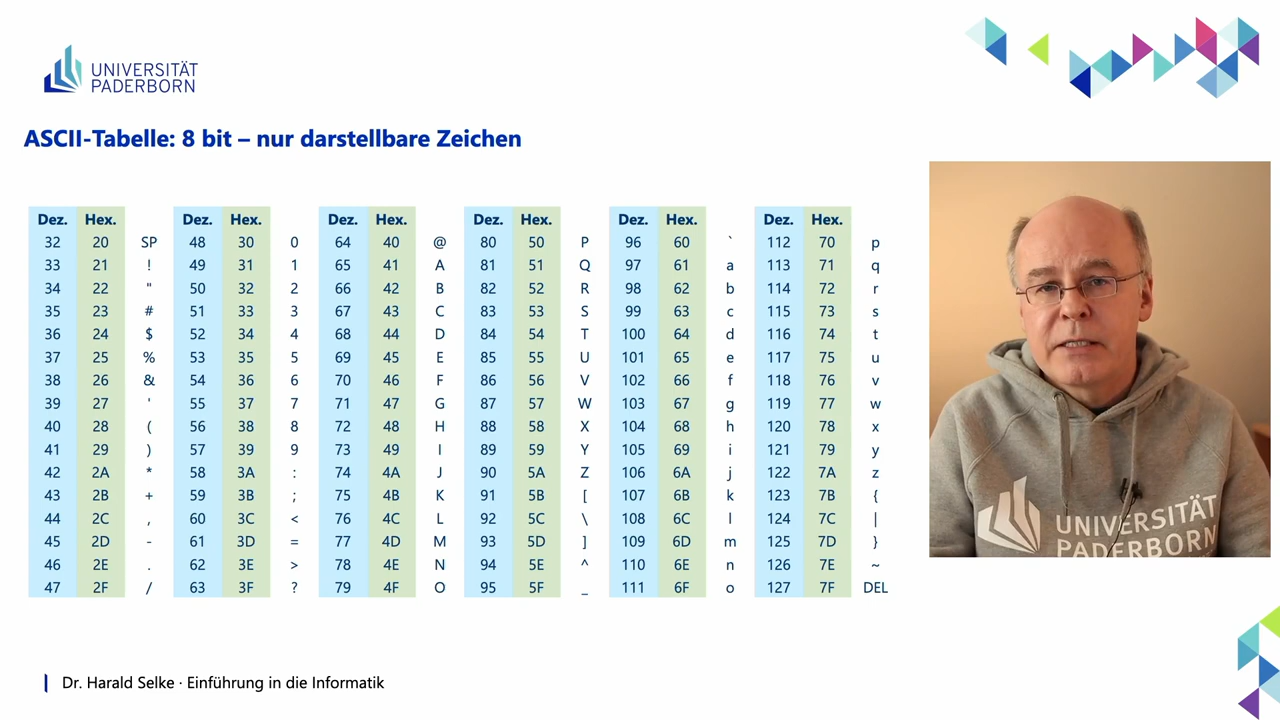 UNIVERSITÄT
PADERBORN
ASCII-Tabelle: 8 bit – nur darstellbare Zeichen
Dez. Hex. Dez. Hex. Dez. Hex. Dez. Hex. Dez. Hex. Dez. Hex.
32 20 SP 48 30 0 64 40 @ 80 50 P 96 60 ` 112 70 p
33 21 ! 49 31 1 65 41 A 81 51 Q 97 61 a 113 71 q
34 22 " 50 32 2 66 42 B 82 52 R 98 62 b 114 72 r
35 23 # 51 33 3 67 43 C 83 53 S 99 63 c 115 73 s
36 24 $ 52 34 4 68 44 D 84 54 T 100 64 d 116 74 t
37 25 % 53 35 5 69 45 E 85 55 U 101 65 e 117 75 u
38 26 & 54 36 6 70 46 F 86 56 V 102 66 f 118 76 v
39 27 ' 55 37 7 71 47 G 87 57 W 103 67 g 119 77 w
40 28 ( 56 38 8 72 48 H 88 58 X 104 68 h 120 78 x
41 29 ) 57 39 9 73 49 I 89 59 Y 105 69 i 121 79 y
42 2A * 58 3A : 74 4A J 90 5A Z 106 6A j 122 7A z
43 2B + 59 3B ; 75 4B K 91 5B [ 107 6B k 123 7B {
44 2C , 60 3C < 76 4C L 92 5C \ 108 6C l 124 7C |
45 2D - 61 3D = 77 4D M 93 5D ] 109 6D m 125 7D }
46 2E . 62 3E > 78 4E N 94 5E ^ 110 6E n 126 7E ~
47 2F / 63 3F ? 79 4F O 95 5F _ 111 6F o 127 7F DEL
UNIVERSITÄT
PADERBORN
Dr. Harald Selke · Einführung in die Informatik